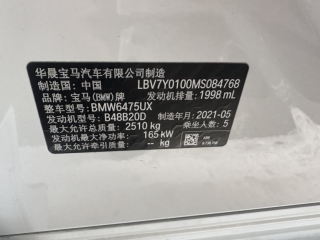 华晨宝马汽车有限公司制造
制造国：中国 LBV7Y0100MS084768
品牌：宝马(BMW)牌 发动机排量：1998 mL
整车型号：BMW6475UX
发动机型号：B48B20D 制造年月：2021-05
最大允许总质量：2510 kg 乘坐人数：5
发动机最大净功率：165 kW
最大允许牵引质量：-- kg